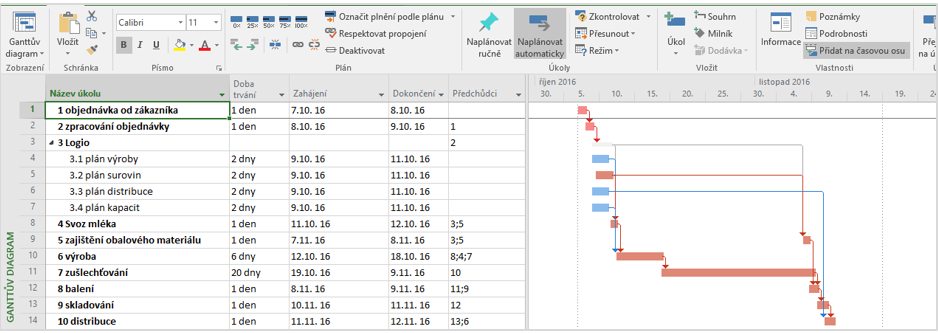 Ganttův diagram
Zobrazení
Vložit
Schránka
Calibri 11
B I U A
Písmo
0% 25% 50% 75% 100%
Označit plnění podle plánu
Respektovat propojení
Deaktivovat
Plán
Naplánovat ručně
Naplánovat automaticky
Zkontrolovat
Přesunout
Režim
Úkoly
Úkol
Souhrn
Milník
Dodávka
Vložit
Informace
Poznámky
Podrobnosti
Přidat na časovou osu
Vlastnosti
Přej
na ú
Název úkolu Doba trvání Zahájení Dokončení Předchůdci
říjen 2016 listopad 2016
30. 5. 10. 15. 20. 25. 30. 4. 9. 14. 19. 24
1 1 objednávka od zákazníka 1 den 7.10. 16 8.10. 16
2 2 zpracování objednávky 1 den 8.10. 16 9.10. 16 1
3 3 Logio 2
4 3.1 plán výroby 2 dny 9.10. 16 11.10. 16
5 3.2 plán surovin 2 dny 9.10. 16 11.10. 16
6 3.3 plán distribuce 2 dny 9.10. 16 11.10. 16
7 3.4 plán kapacit 2 dny 9.10. 16 11.10. 16
8 4 Svoz mléka 1 den 11.10. 16 12.10. 16 3;5
9 5 zajištění obalového materiálu 1 den 7.11. 16 8.11. 16 3;5
10 6 výroba 6 dny 12.10. 16 18.10. 16 8;4;7
11 7 zušlechťování 20 dny 19.10. 16 9.11. 16 10
12 8 balení 1 den 8.11. 16 9.11. 16 11;9
13 9 skladování 1 den 10.11. 16 11.11. 16 12
14 10 distribuce 1 den 11.11. 16 12.11. 16 13;6
GANTTŮV DIAGRAM